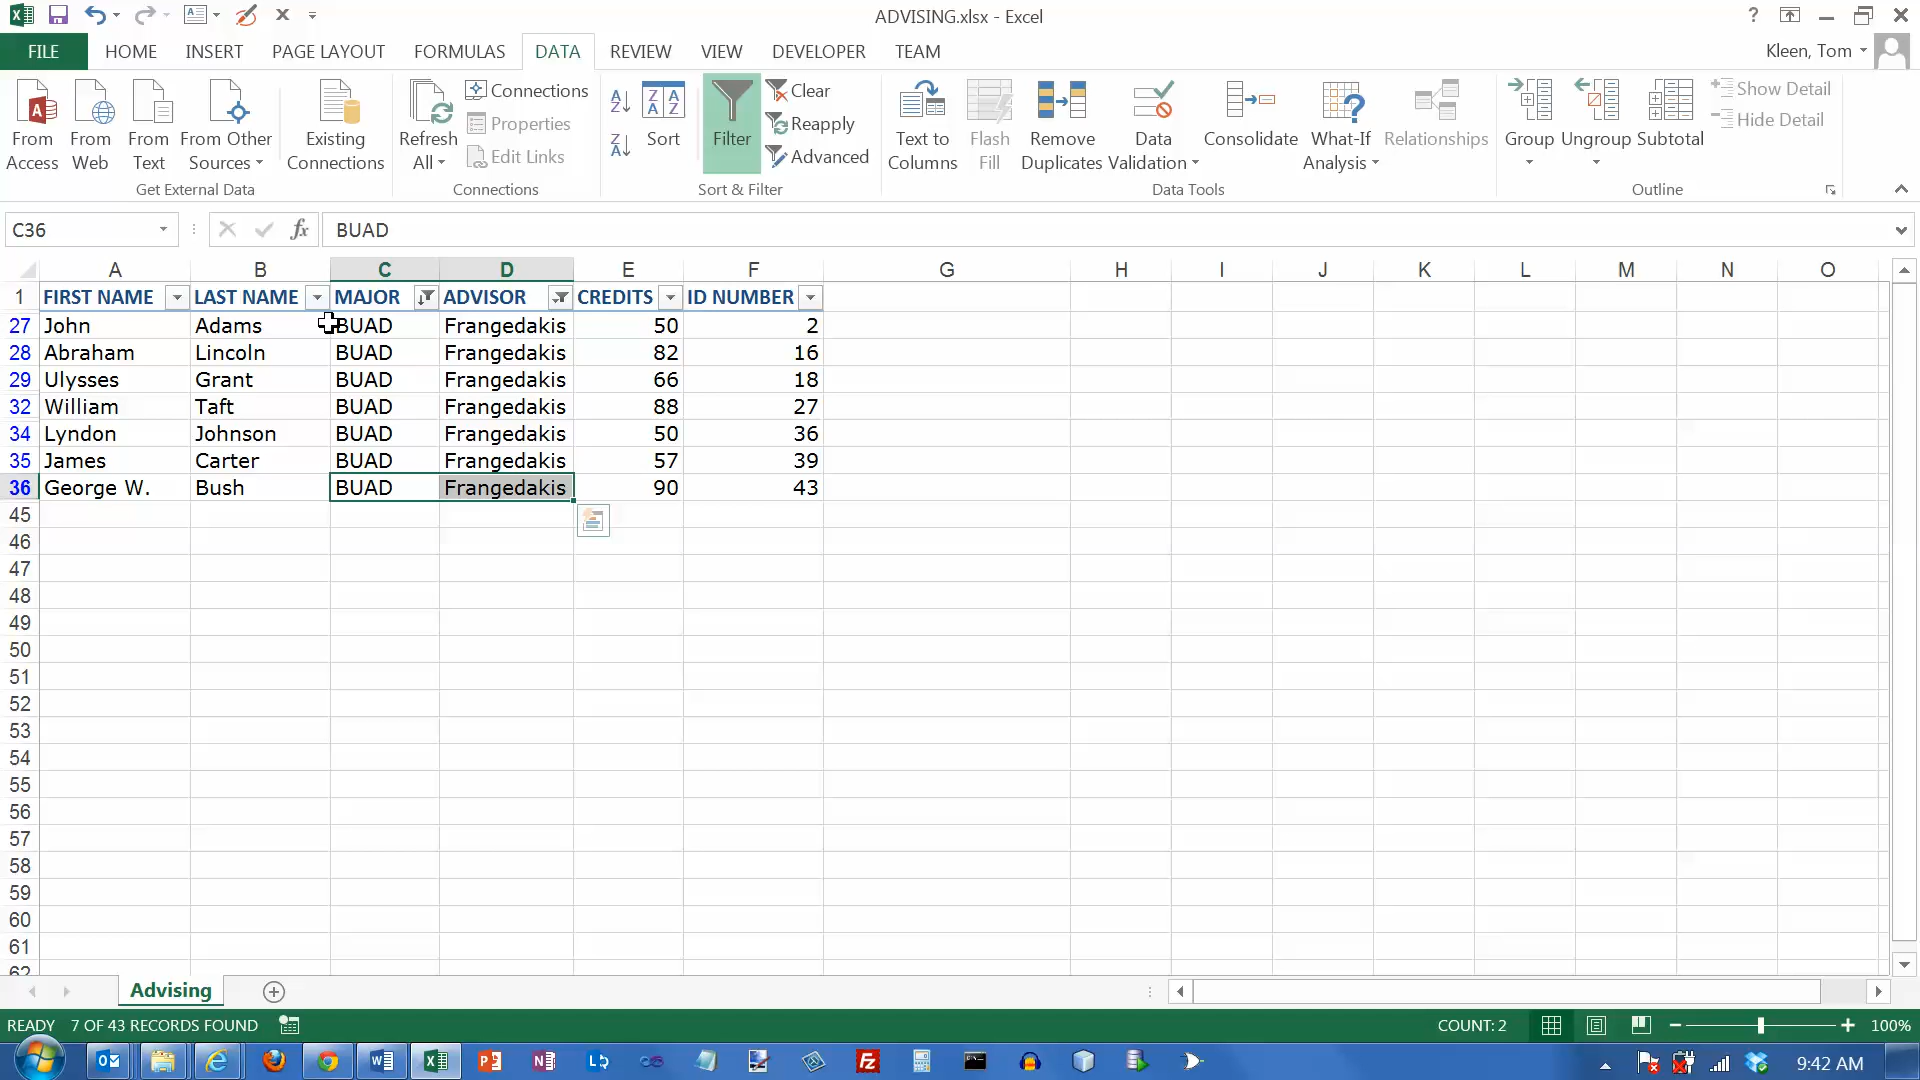 ADVISING.xlsx - Excel
FILE HOME INSERT PAGE LAYOUT FORMULAS DATA REVIEW VIEW DEVELOPER TEAM Kleen, Tom
From Access
From Web
From Text
From Other Sources
Existing Connections
Get External Data
Refresh All
Connections
Properties
Edit Links
Connections
Sort
Filter
Clear
Reapply
Advanced
Sort & Filter
Text to Columns
Flash Fill
Remove Duplicates
Data Validation
Consolidate
What-If Analysis
Relationships
Data Tools
Group
Ungroup
Subtotal
Show Detail
Hide Detail
Outline
C36 fx BUAD
A B C D E F G H I J K L M N O
1 FIRST NAME LAST NAME MAJOR ADVISOR CREDITS ID NUMBER
27 John Adams BUAD Frangedakis 50 2
28 Abraham Lincoln BUAD Frangedakis 82 16
29 Ulysses Grant BUAD Frangedakis 66 18
32 William Taft BUAD Frangedakis 88 27
34 Lyndon Johnson BUAD Frangedakis 50 36
35 James Carter BUAD Frangedakis 57 39
36 George W. Bush BUAD Frangedakis 90 43
45
46
47
48
49
50
51
52
53
54
55
56
57
58
59
60
61
62
Advising
READY 7 OF 43 RECORDS FOUND COUNT: 2 100%
9:42 AM